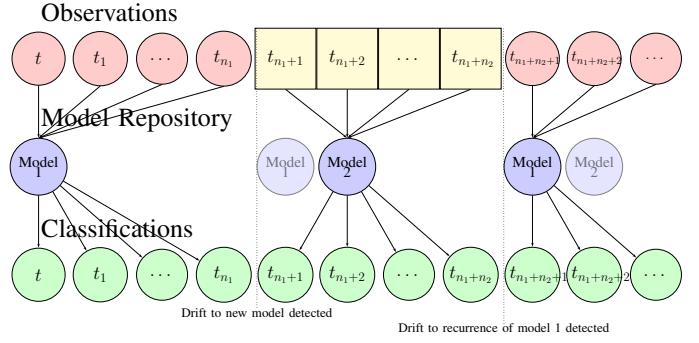 Observations
t t₁ ⋯ tₙ₁ tₙ₁₊₁ tₙ₁₊₂ ⋯ tₙ₁₊ₙ₂ tₙ₁₊ₙ₂₊₁ tₙ₁₊ₙ₂₊₂ ⋯
Model Repository
Model 1 Model 1 Model 2 Model 1 Model 2
Classifications
t t₁ ⋯ tₙ₁ tₙ₁₊₁ tₙ₁₊₂ ⋯ tₙ₁₊ₙ₂ tₙ₁₊ₙ₂₊₁ tₙ₁₊ₙ₂₊₂ ⋯
Drift to new model detected
Drift to recurrence of model 1 detected